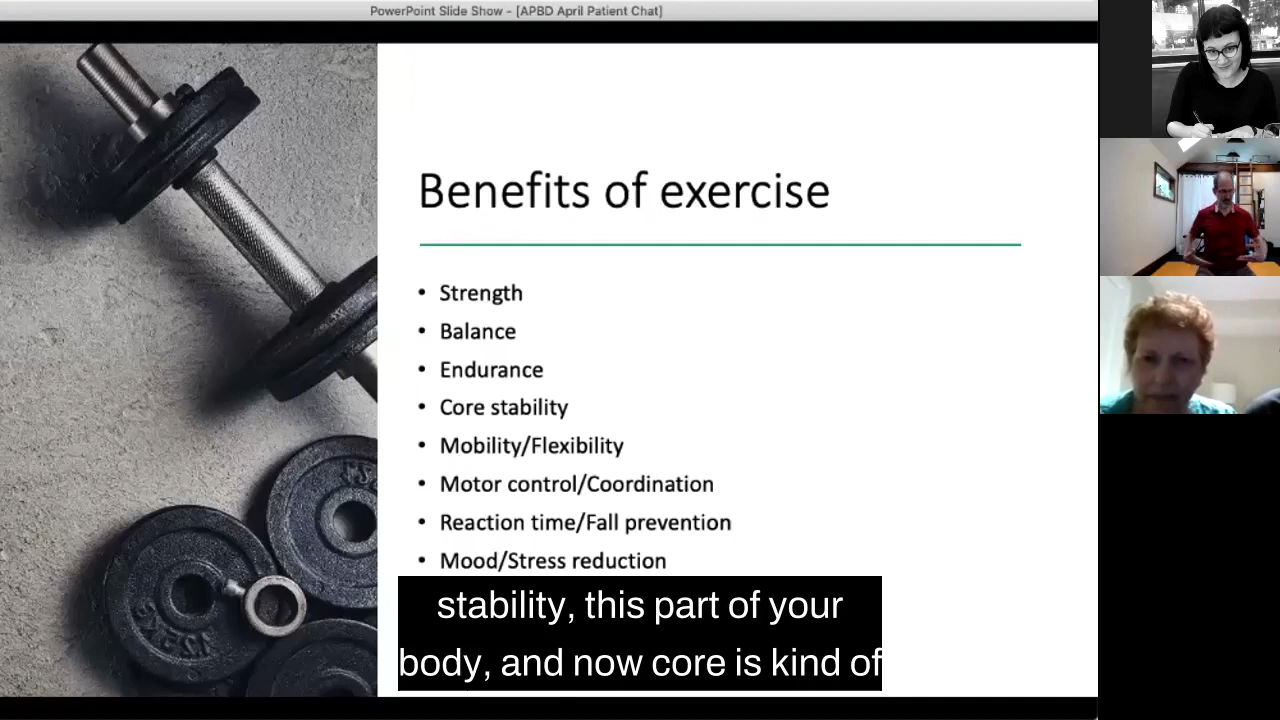 PowerPoint Slide Show - [APBD April Patient Chat]
Benefits of exercise
• Strength
• Balance
• Endurance
• Core stability
• Mobility/Flexibility
• Motor control/Coordination
• Reaction time/Fall prevention
• Mood/Stress reduction
stability, this part of your
body, and now core is kind of